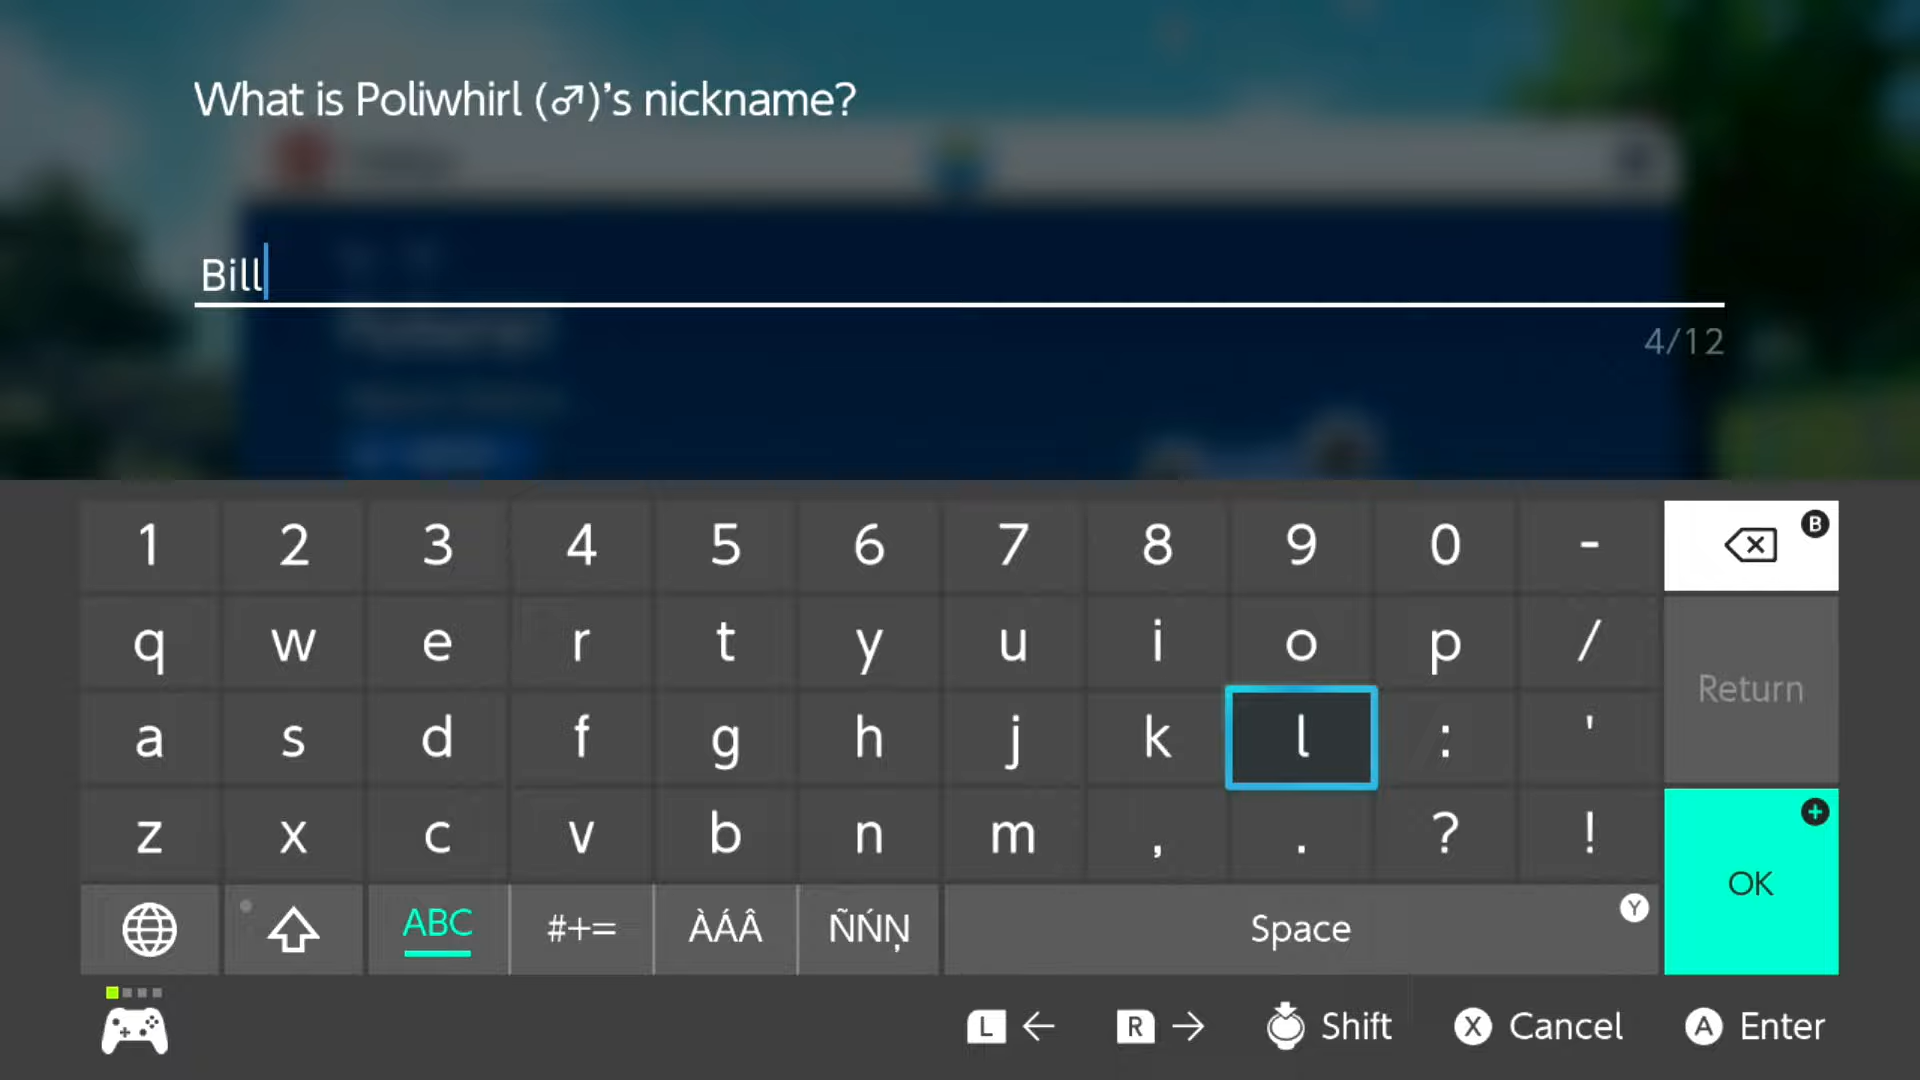 What is Poliwhirl (♂)'s nickname?
Bill
4/12
1 2 3 4 5 6 7 8 9 0 -
B
q w e r t y u i o p /
Return
a s d f g h j k l : '
z x c v b n m , . ? !
+
OK
ABC #+= ÀÁÂ ÑŃŅ Space Y
L ← R → Shift X Cancel A Enter